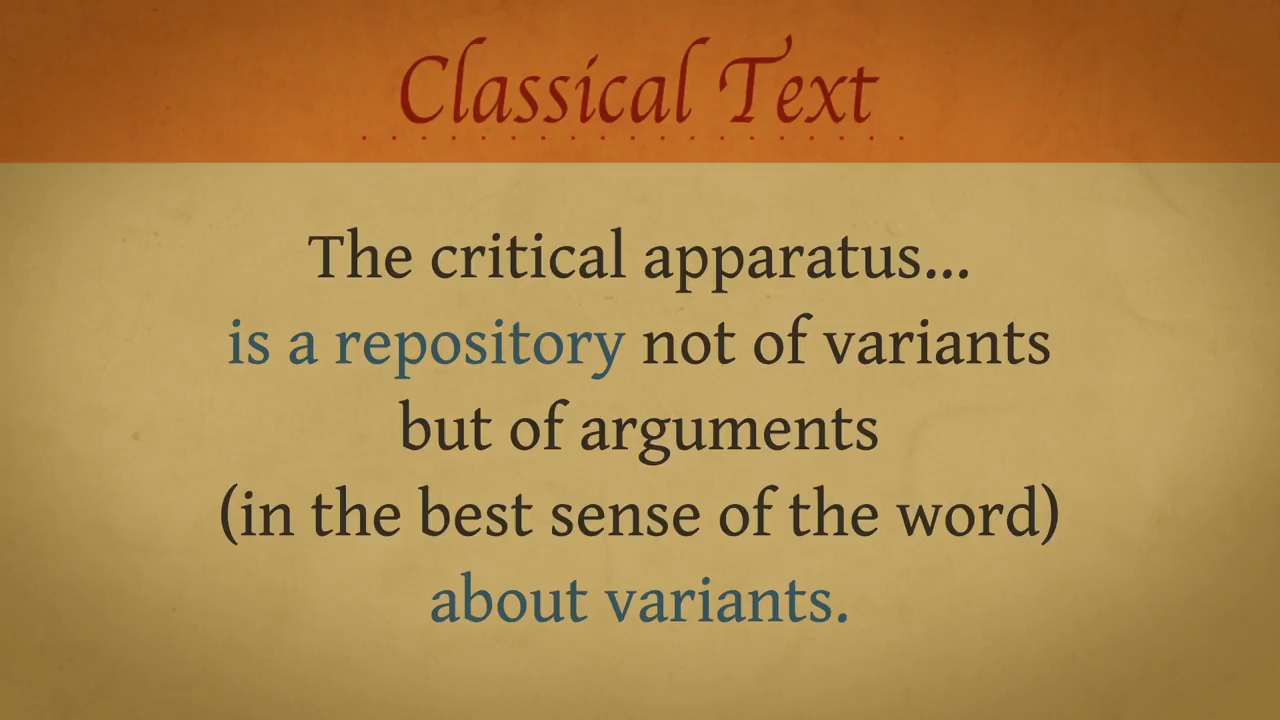 Classical Text
The critical apparatus...
is a repository not of variants
but of arguments
(in the best sense of the word)
about variants.